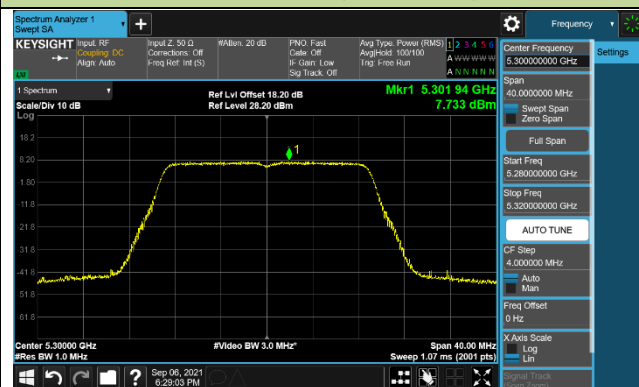 Spectrum Analyzer 1
Swept SA
Frequency
KEYSIGHT
Input: RF
Coupling: DC
Align: Auto
Input Z: 50 Ω
Corrections: Off
Freq Ref: Int (S)
#Atten: 20 dB
PNO: Fast
Gate: Off
IF Gain: Low
Sig Track: Off
Avg Type: Power (RMS)
Avg|Hold: 100/100
Trig: Free Run
1 2 3 4 5 6
A W W W W W
A N N N N N
LXI
1 Spectrum
Scale/Div 10 dB
Log
Ref Lvl Offset 18.20 dB
Ref Level 28.20 dBm
Mkr1 5.301 94 GHz
7.733 dBm
18.2
8.20
-1.80
-11.8
-21.8
-31.8
-41.8
-51.8
-61.8
1
Center 5.30000 GHz
#Res BW 1.0 MHz
#Video BW 3.0 MHz*
Span 40.00 MHz
Sweep 1.07 ms (2001 pts)
Sep 06, 2021
6:29:03 PM
?
Center Frequency
5.300000000 GHz
Settings
Span
40.0000000 MHz
Swept Span
Zero Span
Full Span
Start Freq
5.280000000 GHz
Stop Freq
5.320000000 GHz
AUTO TUNE
CF Step
4.000000 MHz
Auto
Man
Freq Offset
0 Hz
X Axis Scale
Log
Lin
Signal Track
(Span Zoom)